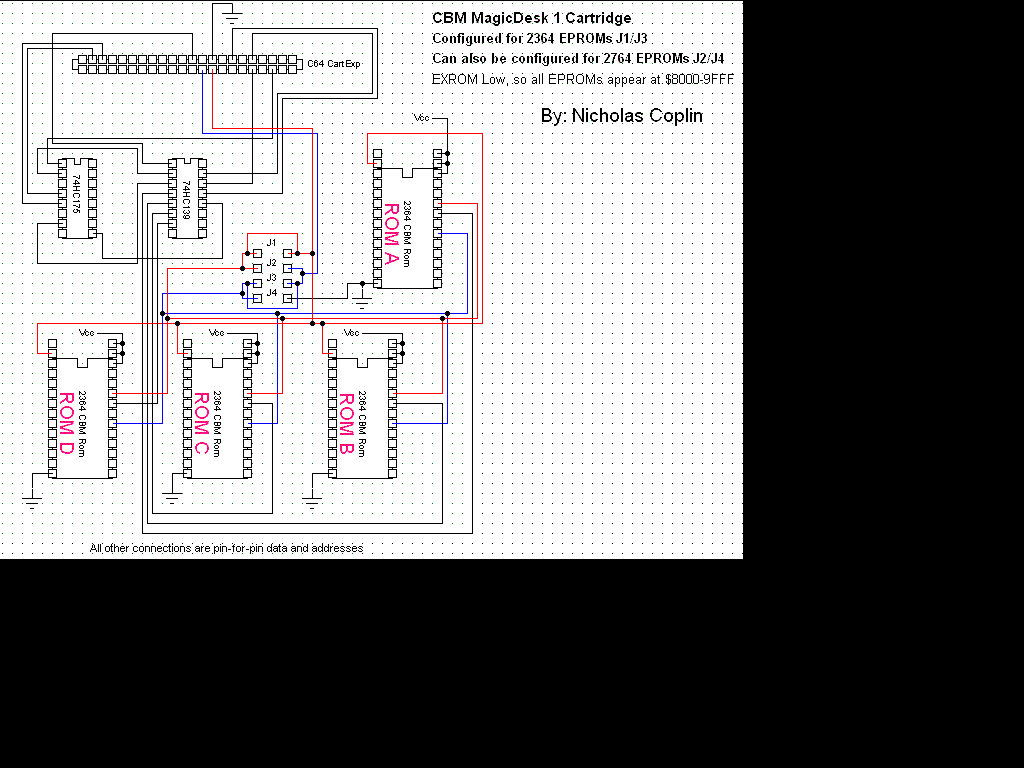 CBM MagicDesk 1 Cartridge
Configured for 2364 EPROMs J1/J3
Can also be configured for 2764 EPROMs J2/J4
EXROM Low, so all EPROMs appear at $8000-9FFF
By: Nicholas Coplin
C64 CartExp
Vcc
74HC175
74HC139
2364 CBM Rom
ROM A
J1
J2
J3
J4
Vcc
Vcc
Vcc
2364 CBM Rom
ROM D
2364 CBM Rom
ROM C
2364 CBM Rom
ROM B
All other connections are pin-for-pin data and addresses